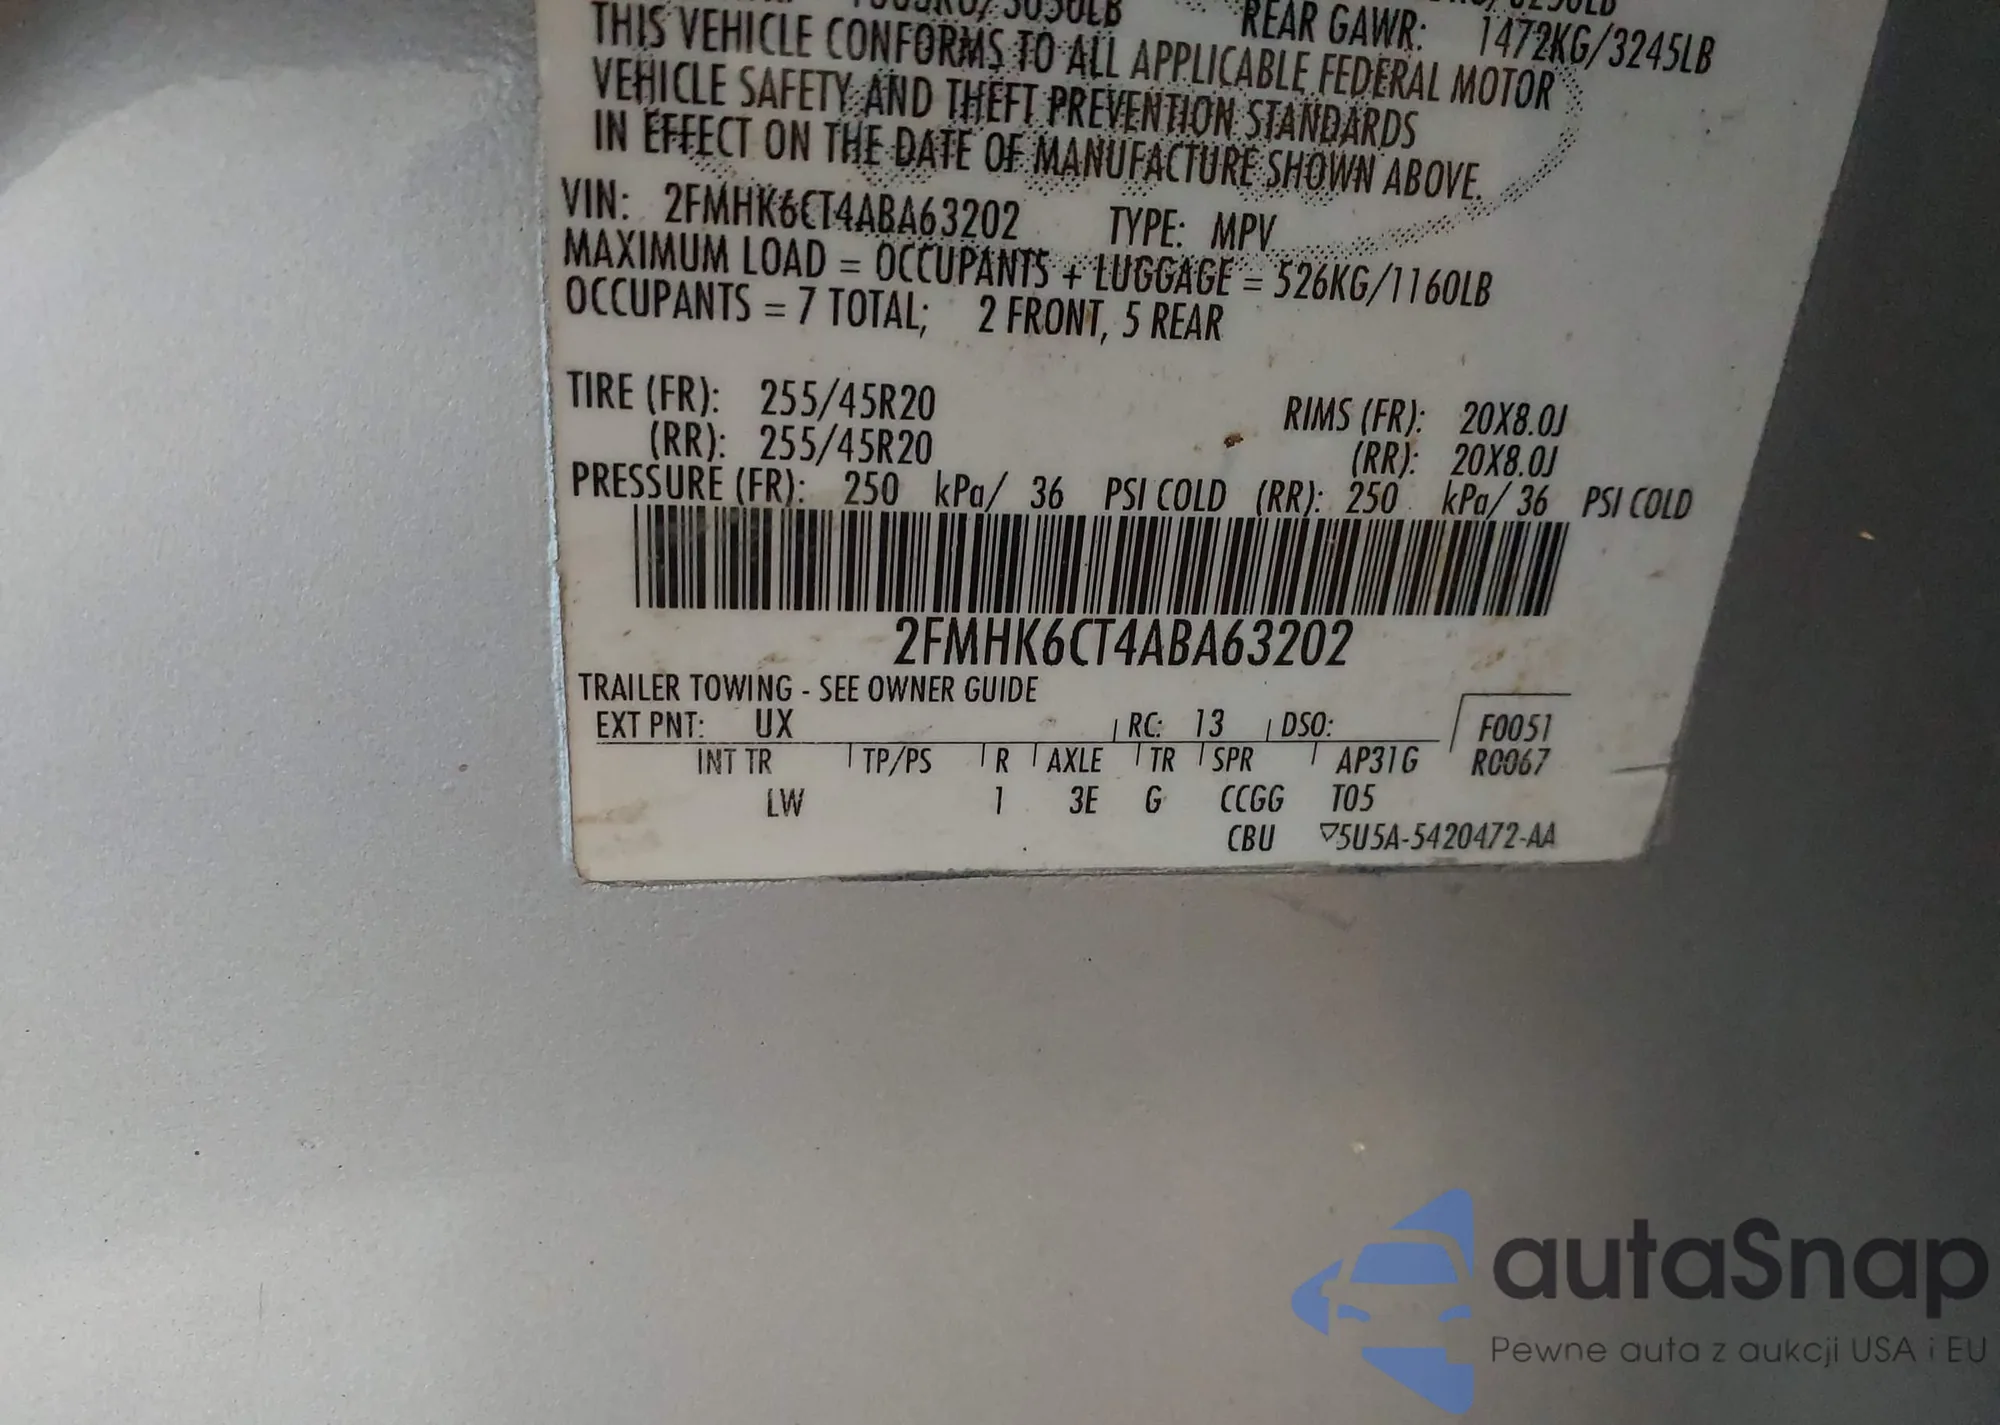 REAR GAWR: 1472KG/3245LB
THIS VEHICLE CONFORMS TO ALL APPLICABLE FEDERAL MOTOR
VEHICLE SAFETY AND THEFT PREVENTION STANDARDS
IN EFFECT ON THE DATE OF MANUFACTURE SHOWN ABOVE.
VIN: 2FMHK6CT4ABA63202 TYPE: MPV
MAXIMUM LOAD = OCCUPANTS + LUGGAGE = 526KG/1160LB
OCCUPANTS = 7 TOTAL; 2 FRONT, 5 REAR
TIRE (FR): 255/45R20 RIMS (FR): 20X8.0J
(RR): 255/45R20 (RR): 20X8.0J
PRESSURE (FR): 250 kPa/ 36 PSI COLD (RR): 250 kPa/ 36 PSI COLD
2FMHK6CT4ABA63202
TRAILER TOWING - SEE OWNER GUIDE
EXT PNT: UX RC: 13 DSO: F0051
INT TR TP/PS R AXLE TR SPR AP31G R0067
LW 1 3E G CCGG T05
CBU ▽5U5A-5420472-AA
autaSnap
Pewne auta z aukcji USA i EU